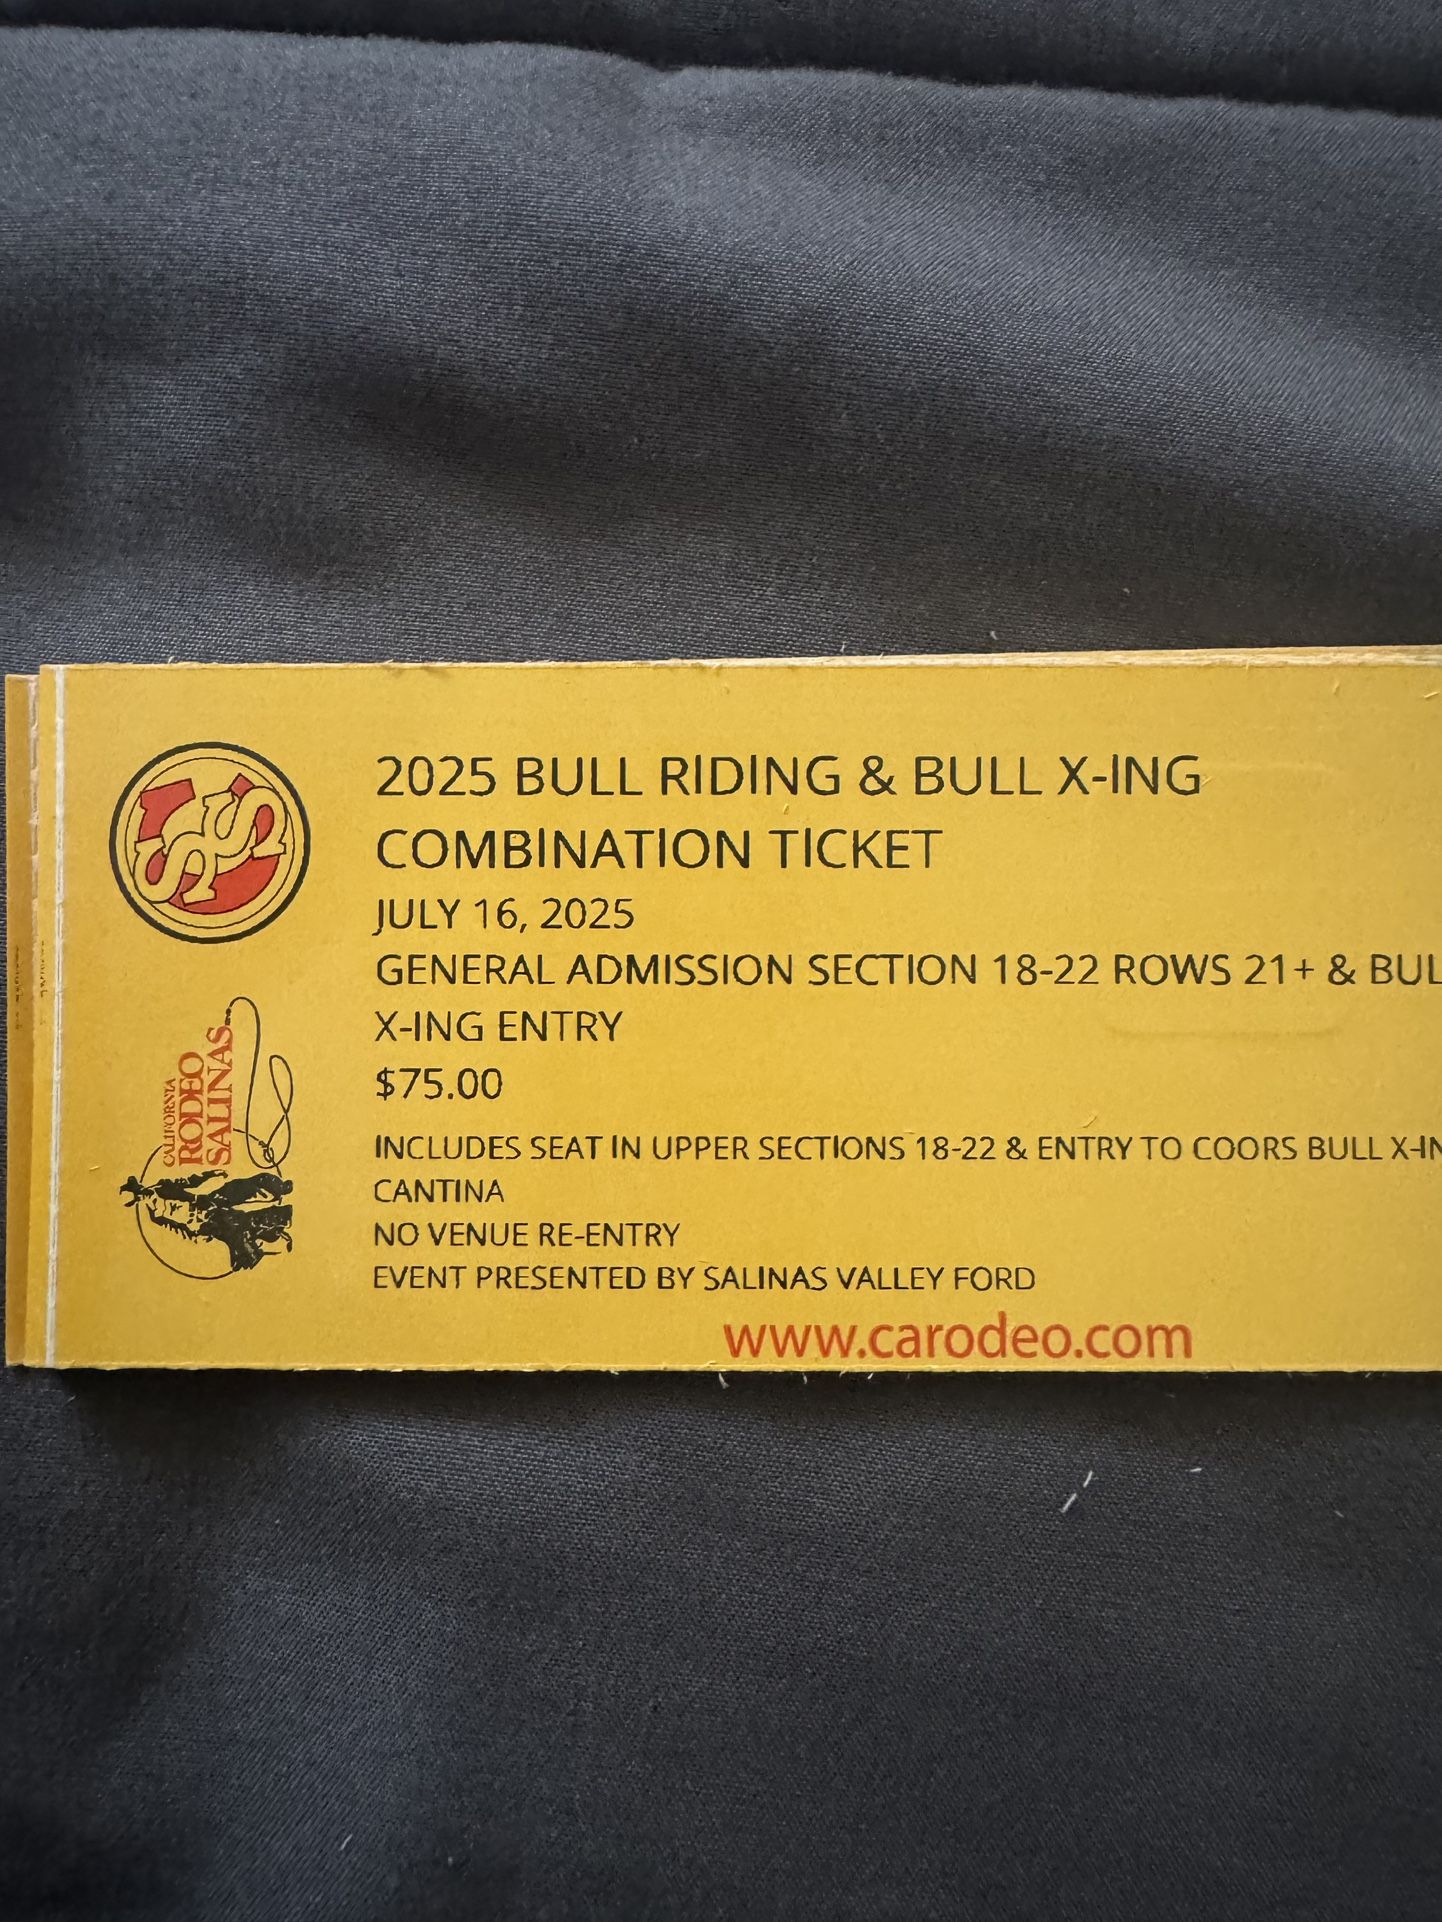 2025 BULL RIDING & BULL X-ING
COMBINATION TICKET
JULY 16, 2025
GENERAL ADMISSION SECTION 18-22 ROWS 21+ & BUL
X-ING ENTRY
$75.00
INCLUDES SEAT IN UPPER SECTIONS 18-22 & ENTRY TO COORS BULL X-IN
CANTINA
NO VENUE RE-ENTRY
EVENT PRESENTED BY SALINAS VALLEY FORD
www.carodeo.com
CALIFORNIA
RODEO
SALINAS